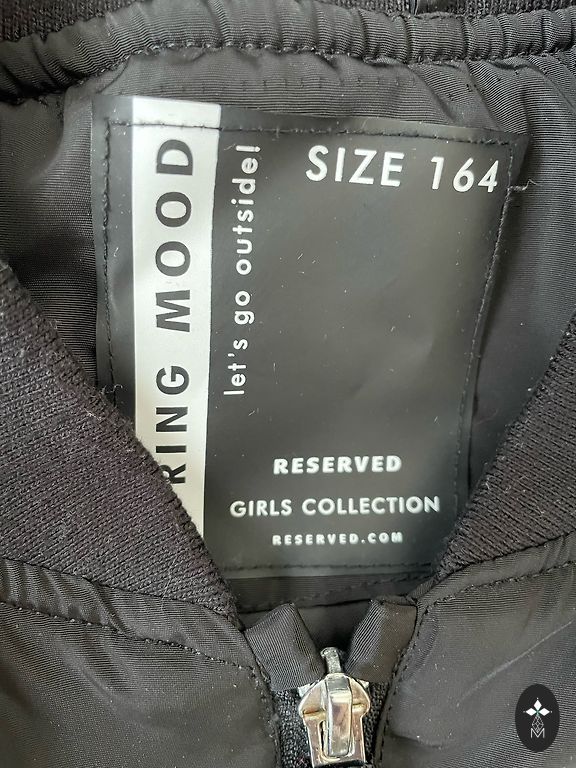 RING MOOD
let's go outside!
SIZE 164
RESERVED
GIRLS COLLECTION
RESERVED.COM
M